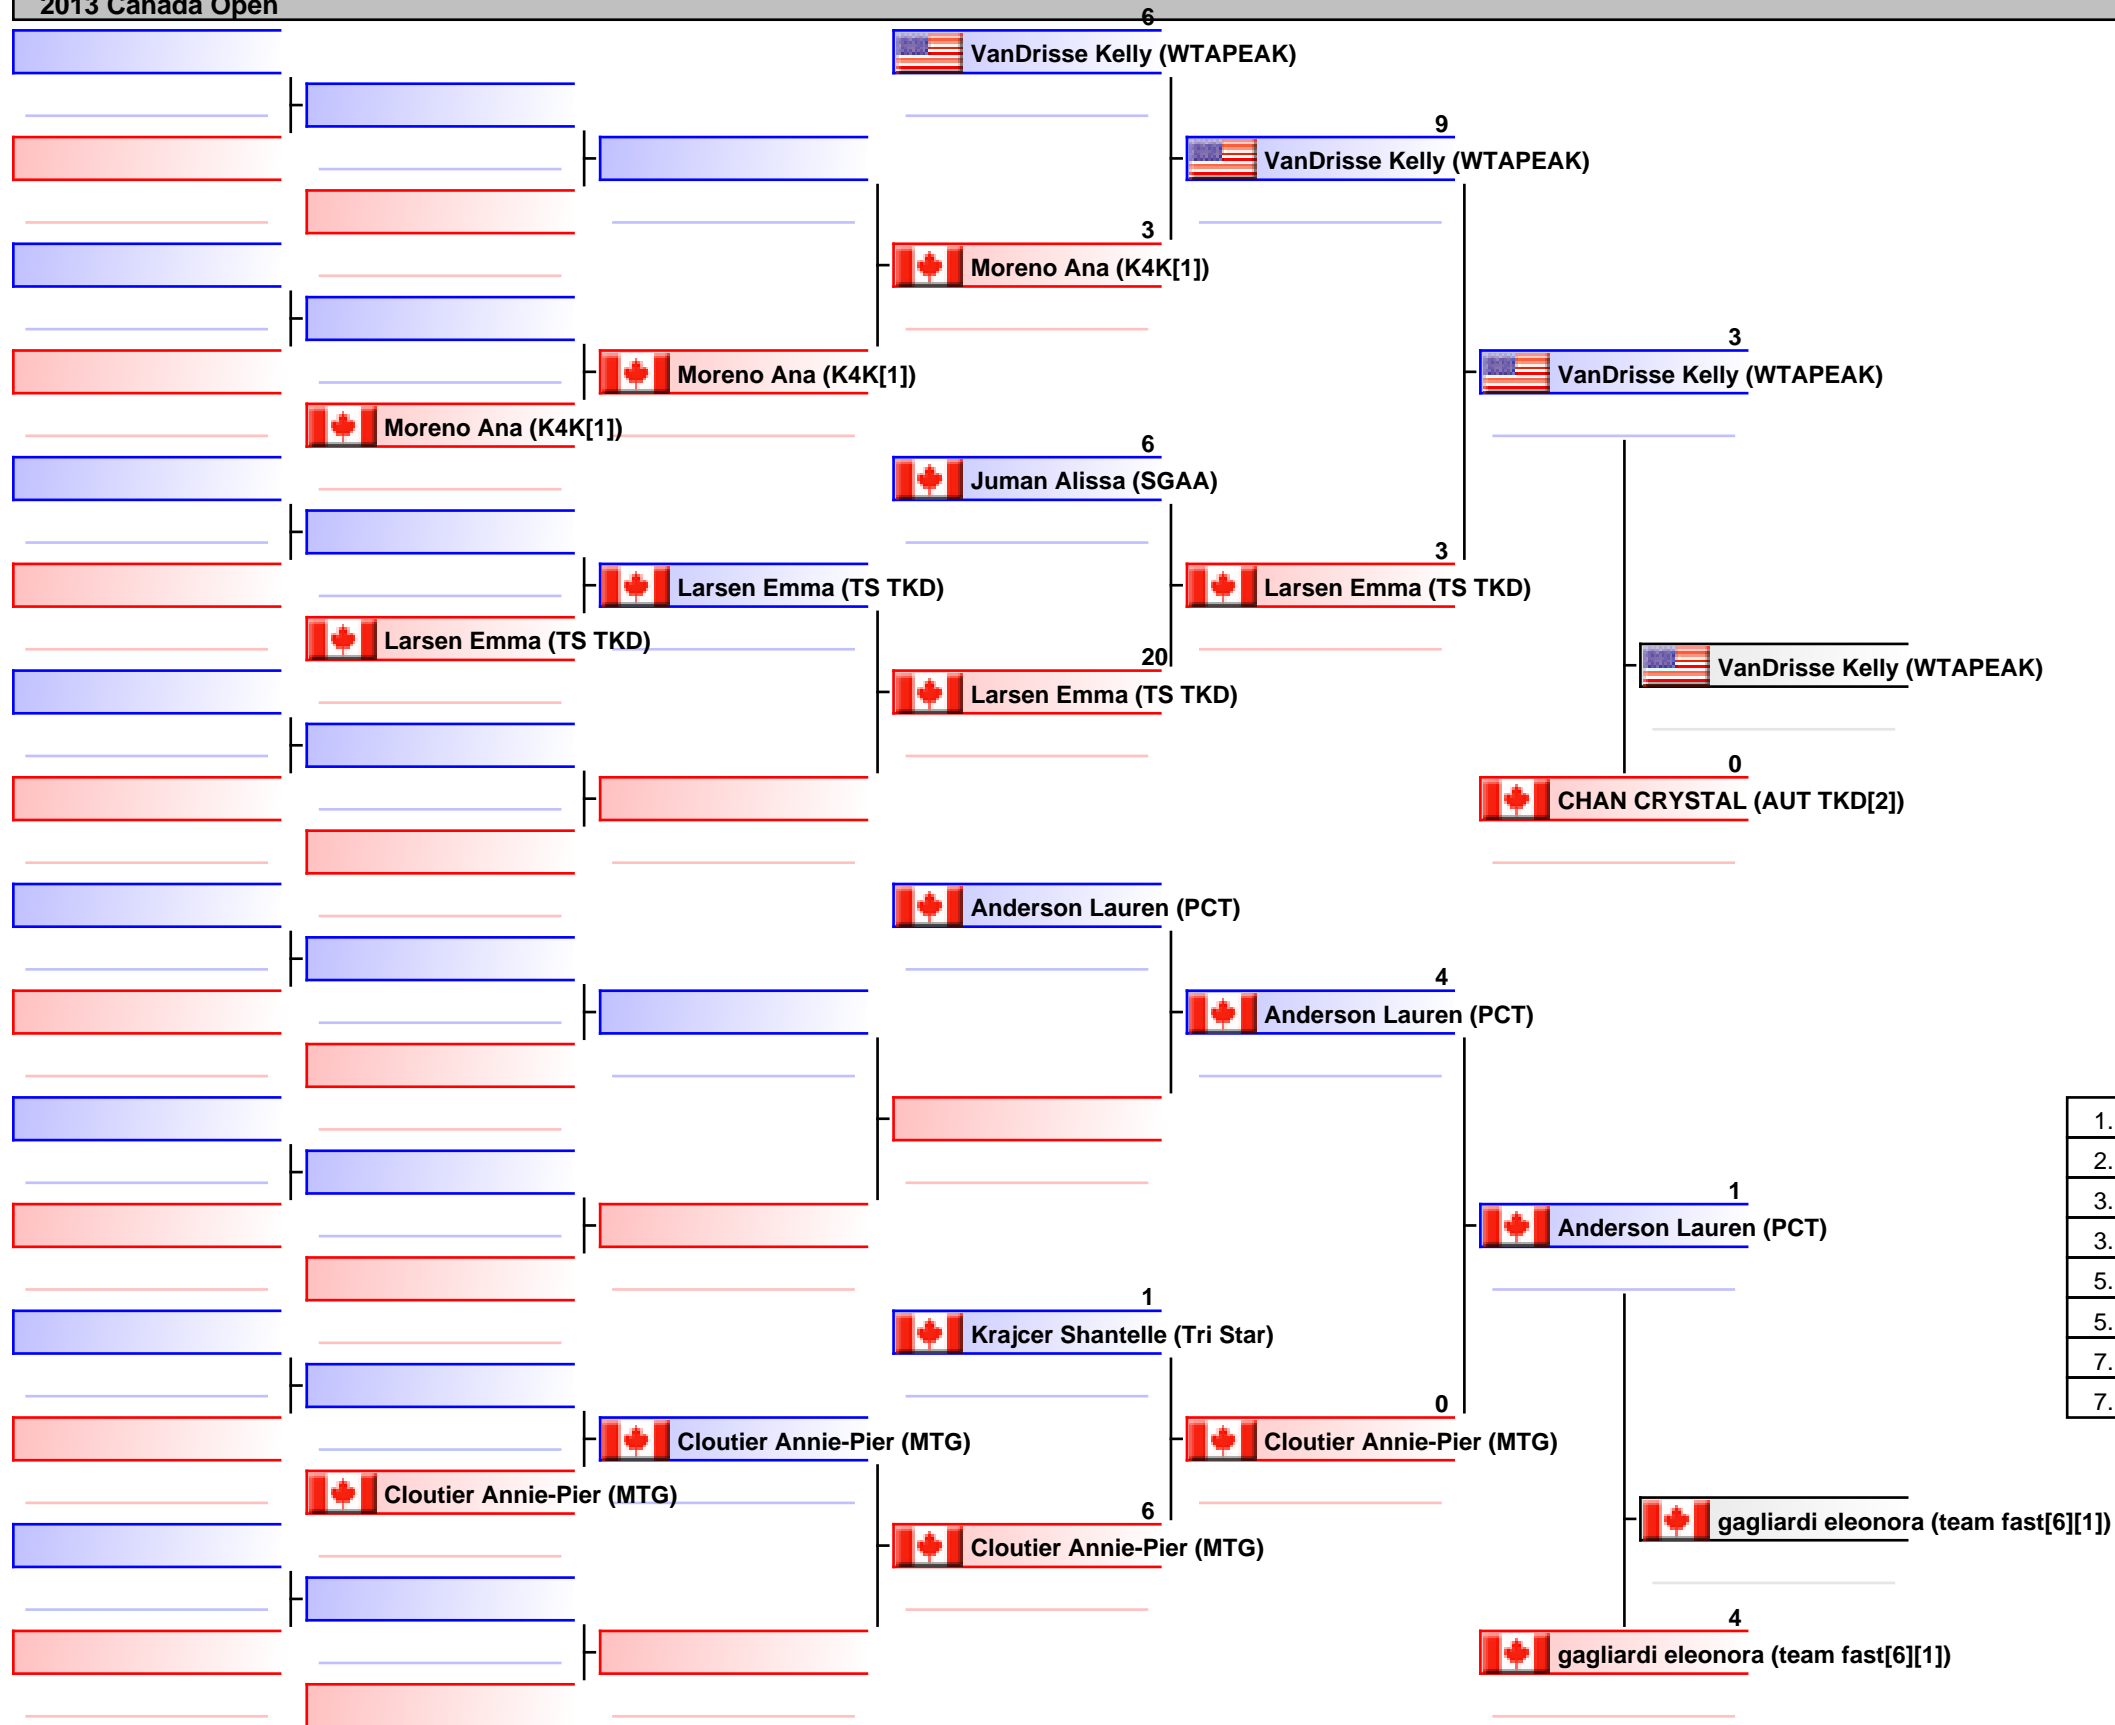 2013 Canada Open
6
VanDrisse Kelly (WTAPEAK)
9
VanDrisse Kelly (WTAPEAK)
3
Moreno Ana (K4K[1])
3
Moreno Ana (K4K[1])
VanDrisse Kelly (WTAPEAK)
Moreno Ana (K4K[1])
6
Juman Alissa (SGAA)
3
Larsen Emma (TS TKD)
Larsen Emma (TS TKD)
Larsen Emma (TS TKD)
20
VanDrisse Kelly (WTAPEAK)
Larsen Emma (TS TKD)
0
CHAN CRYSTAL (AUT TKD[2])
Anderson Lauren (PCT)
4
Anderson Lauren (PCT)
1.
2.
1
3.
Anderson Lauren (PCT)
3.
5.
1
5.
Krajcer Shantelle (Tri Star)
7.
7.
0
Cloutier Annie-Pier (MTG)
Cloutier Annie-Pier (MTG)
Cloutier Annie-Pier (MTG)
6
gagliardi eleonora (team fast[6][1])
Cloutier Annie-Pier (MTG)
4
gagliardi eleonora (team fast[6][1])